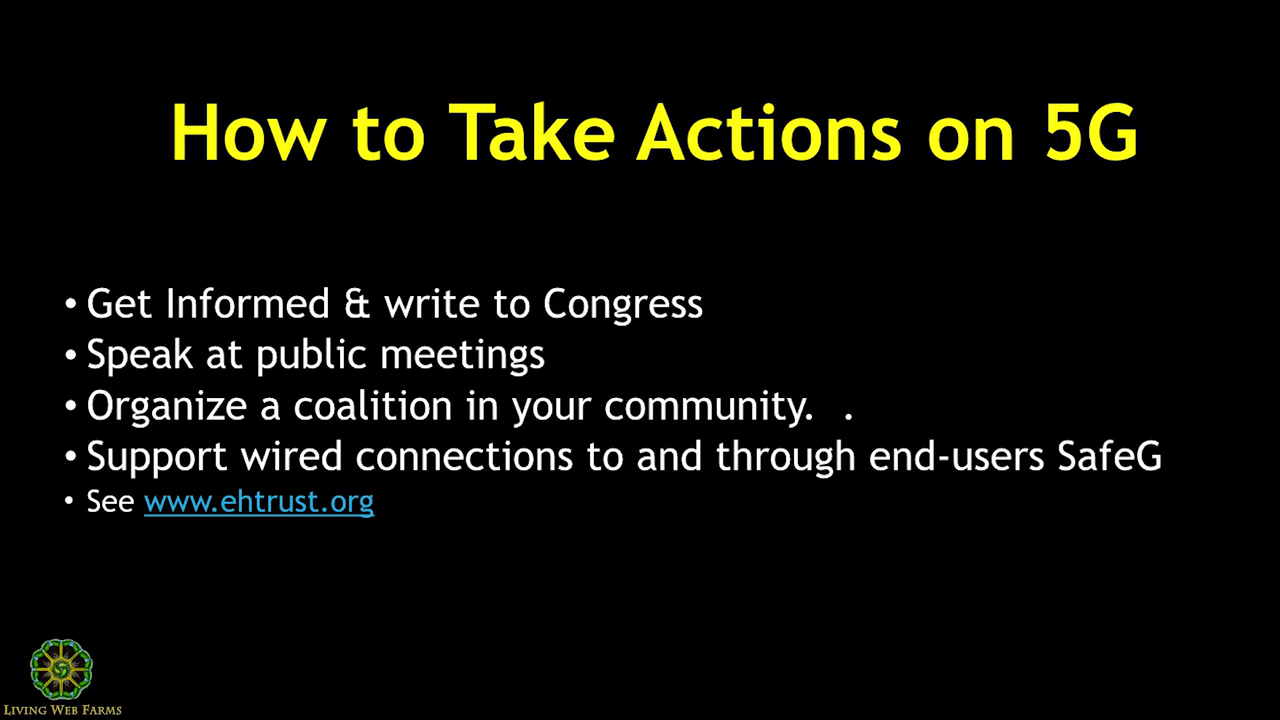 How to Take Actions on 5G
• Get Informed & write to Congress
• Speak at public meetings
• Organize a coalition in your community.  .
• Support wired connections to and through end-users SafeG
• See www.ehtrust.org
LIVING WEB FARMS